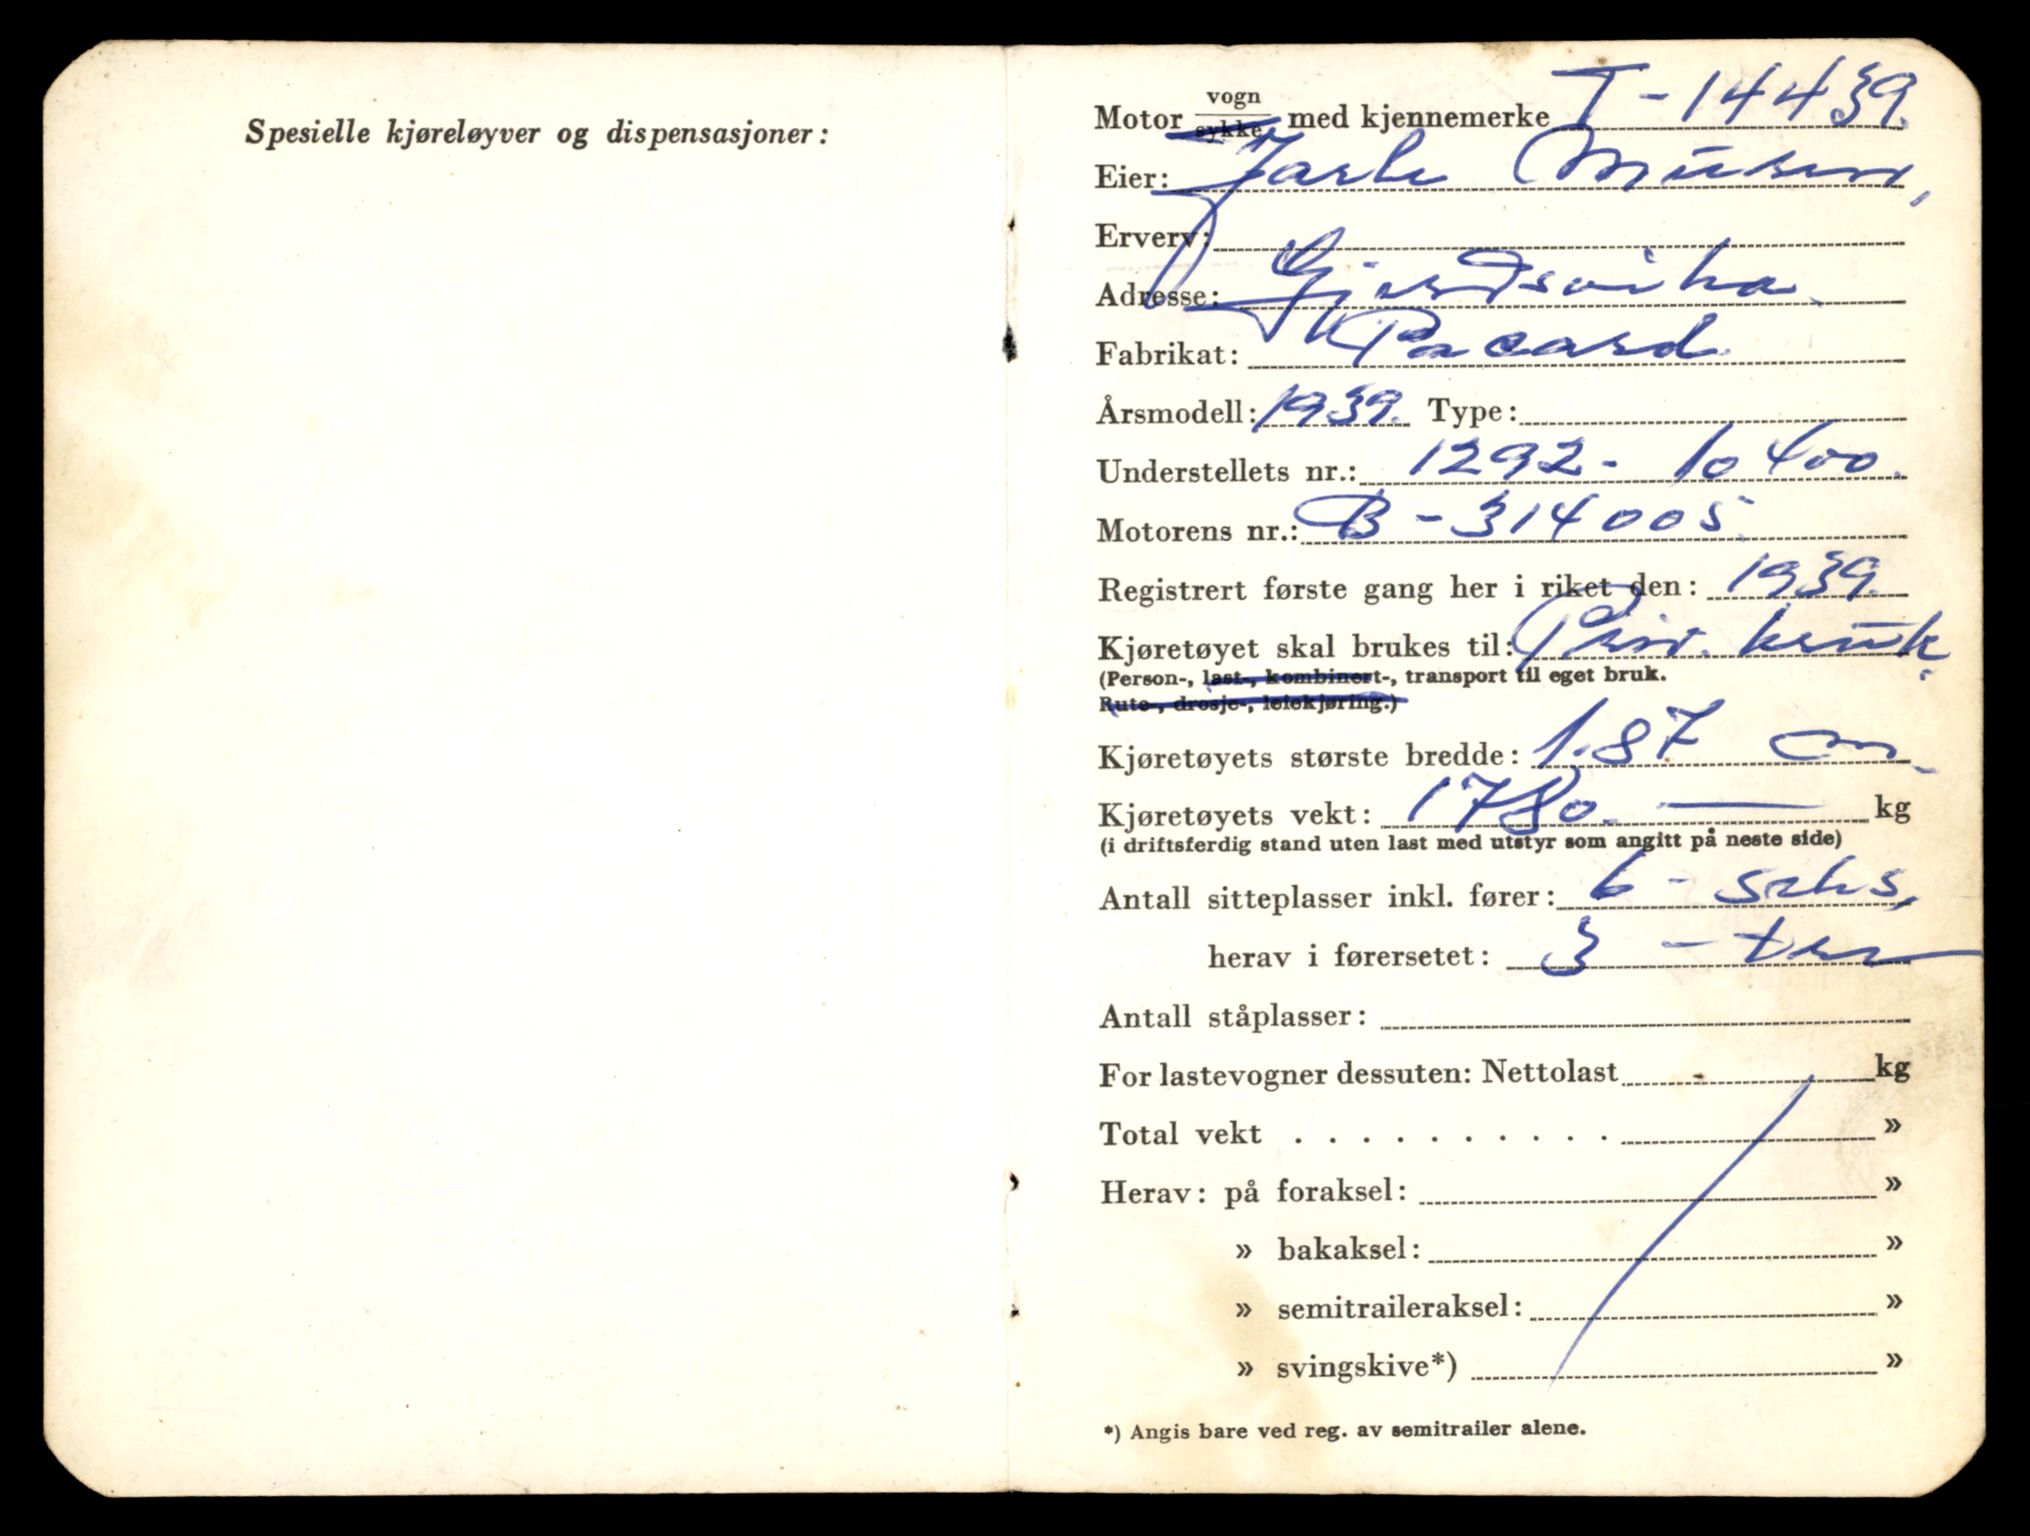 Spesielle kjøreløyver og dispensasjoner:
Motor vogn sykkel med kjennemerke T-14439.
Eier: Jarle
Erverv:
Adresse: Gjerdsvika.
Fabrikat: Pacard.
Årsmodell: 1939. Type:
Understellets nr.: 1292- 10400.
Motorens nr.: B-314005.
Registrert første gang her i riket den: 1939.
Kjøretøyet skal brukes til: Priv. bruk.
(Person-, last-, kombinert-, transport til eget bruk.
Rute-, drosje-, leiekjøring.)
Kjøretøyets største bredde: 1.87 cm.
Kjøretøyets vekt: 1780. — kg
(i driftsferdig stand uten last med utstyr som angitt på neste side)
Antall sitteplasser inkl. fører: 6 - seks,
herav i førersetet: 3 - tre
Antall ståplasser:
For lastevogner dessuten: Nettolast kg
Total vekt . . . . . . . . . . »
Herav: på foraksel: »
» bakaksel: »
» semitraileraksel: »
» svingskive*) »
*) Angis bare ved reg. av semitrailer alene.